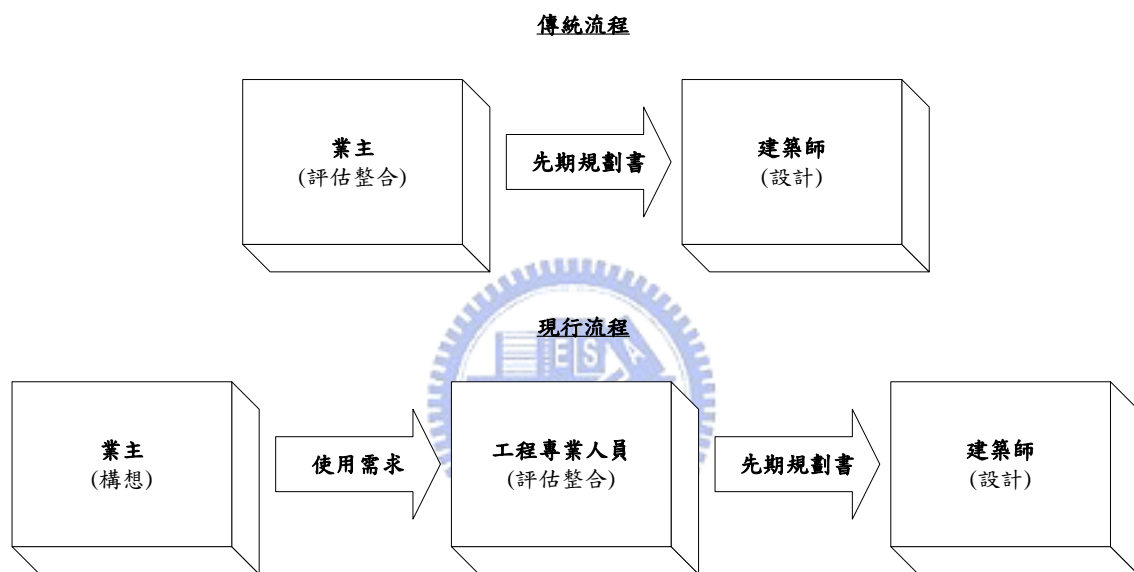 傳統流程
業主
(評估整合)
先期規劃書
建築師
(設計)
現行流程
E S A
業主
(構想)
使用需求
工程專業人員
(評估整合)
先期規劃書
建築師
(設計)